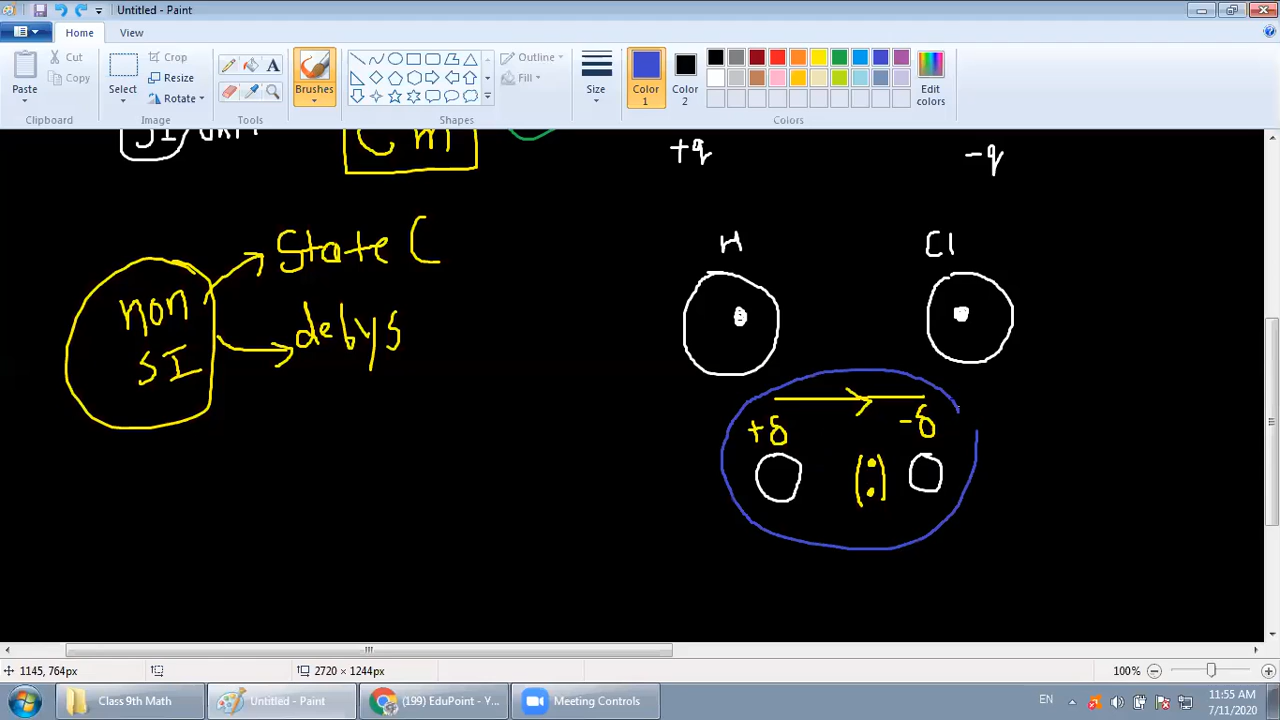 Untitled - Paint
Home
View
Paste
Cut
Copy
Clipboard
Select
Crop
Resize
Rotate
Image
A
Tools
Brushes
Outline
Fill
Shapes
Size
Color 1
Color 2
Colors
Edit colors
SI unit
C m
+q
-q
non SI
State C
debys
H
Cl
+δ
-δ
(:)
1145, 764px
2720 × 1244px
100%
Class 9th Math
Untitled - Paint
(199) EduPoint - Y...
Meeting Controls
EN
11:55 AM
7/11/2020